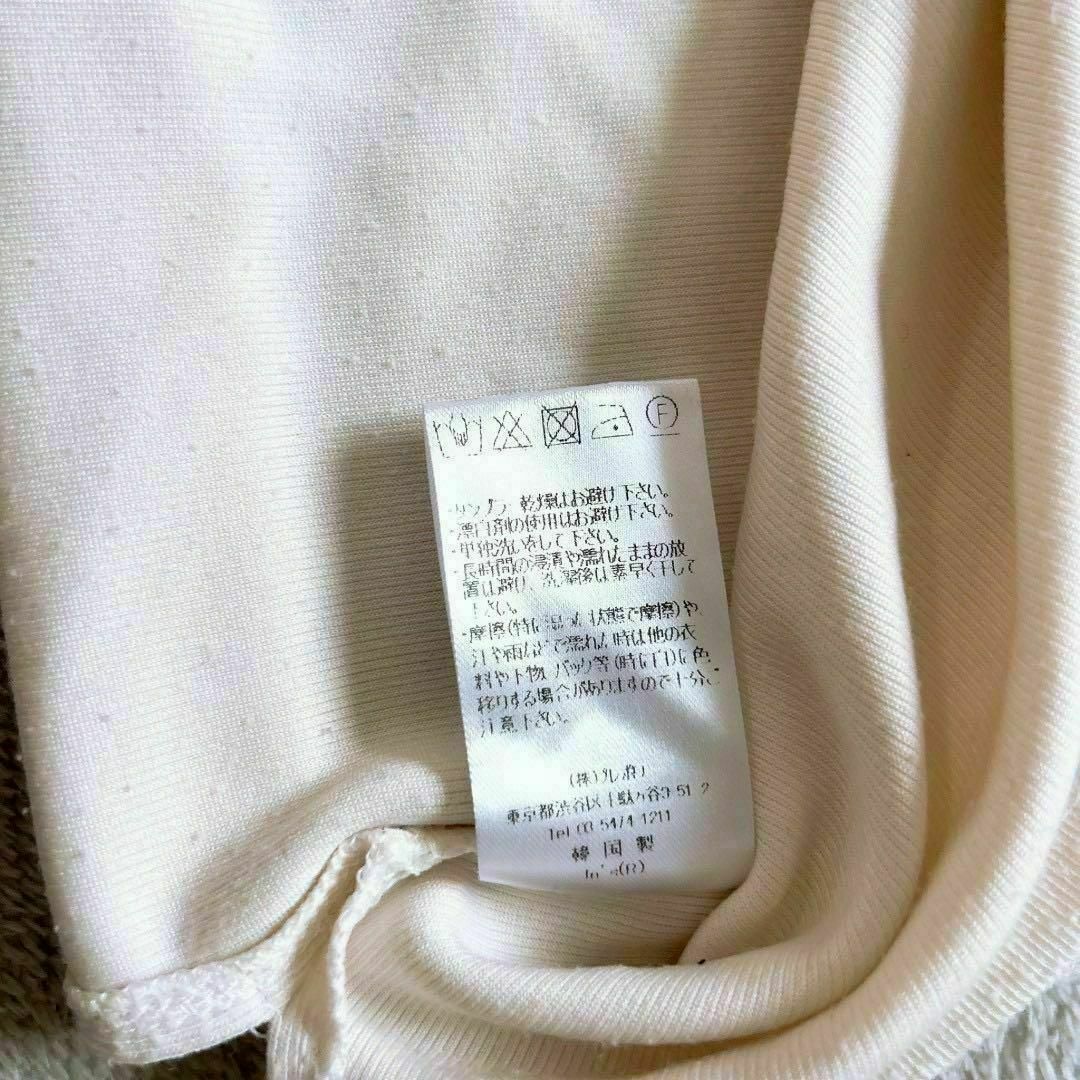 F
・タンブラー乾燥はお避け下さい。
・漂白剤の使用はお避け下さい。
・単独洗いをして下さい。
・長時間の浸漬や濡れたままの放
置は避け、洗濯後は素早く干して
下さい。
・摩擦(特に湿った状態で摩擦)や、
汗や雨などで濡れた時は他の衣
料や下物、バック等(時に白)に色
移りする場合がありますので十分ご
注意下さい。
(株)プレポ
東京都渋谷区千駄ヶ谷3-51-2
Tel 03-5474-1211
韓国製